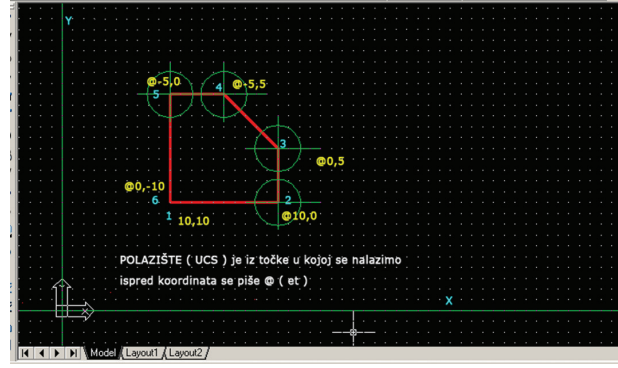 Y
@-5,0
@-5,5
5
4
3
@0,5
@0,-10
6
2
1
10,10
@10,0
POLAZIŠTE ( UCS ) je iz točke u kojoj se nalazimo
ispred koordinata se piše @ ( et )
X
X
Model Layout1 Layout2